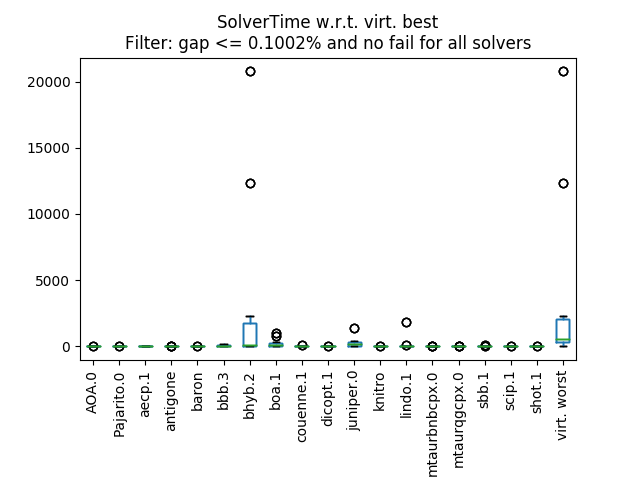 SolverTime w.r.t. virt. best
Filter: gap <= 0.1002% and no fail for all solvers
20000
15000
10000
5000
0
AOA.0
Pajarito.0
aecp.1
antigone
baron
bbb.3
bhyb.2
boa.1
couenne.1
dicopt.1
juniper.0
knitro
lindo.1
mtaurbnbcpx.0
mtaurqgcpx.0
sbb.1
scip.1
shot.1
virt. worst